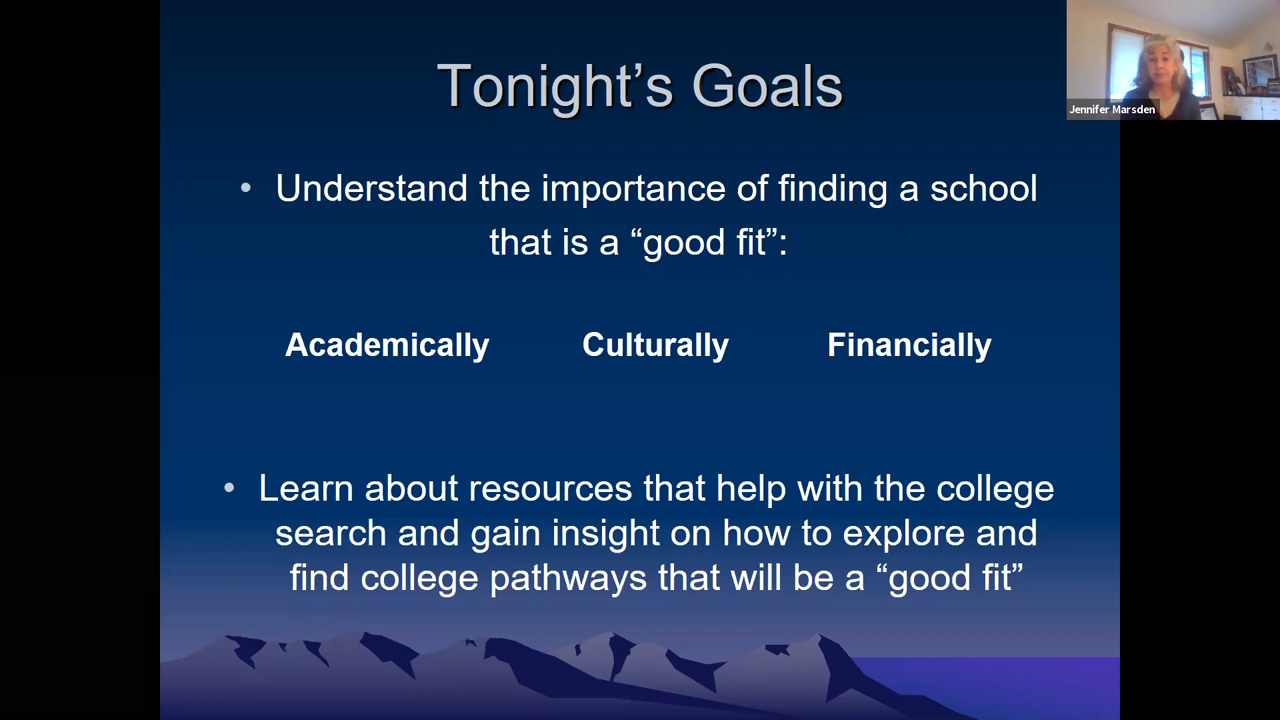 Tonight’s Goals
Jennifer Marsden
• Understand the importance of finding a school
that is a “good fit”:
Academically Culturally Financially
• Learn about resources that help with the college
search and gain insight on how to explore and
find college pathways that will be a “good fit”